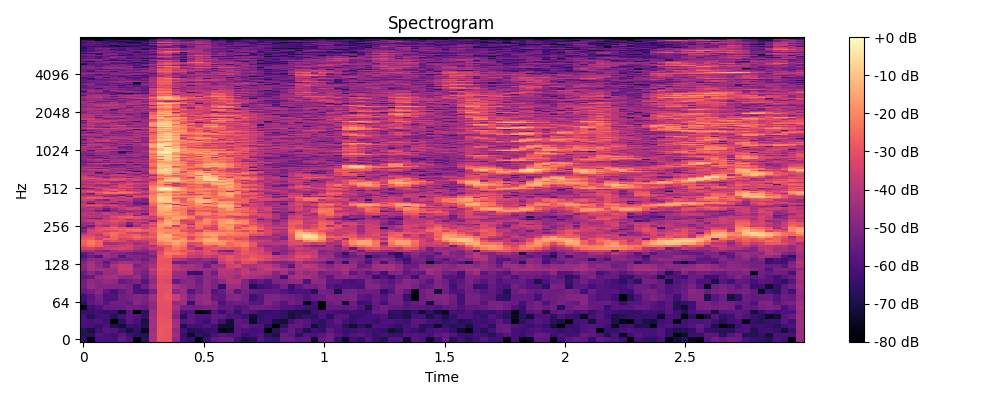 Spectrogram
4096
2048
1024
512
256
128
64
0
Hz
0
0.5
1
1.5
2
2.5
Time
+0 dB
-10 dB
-20 dB
-30 dB
-40 dB
-50 dB
-60 dB
-70 dB
-80 dB